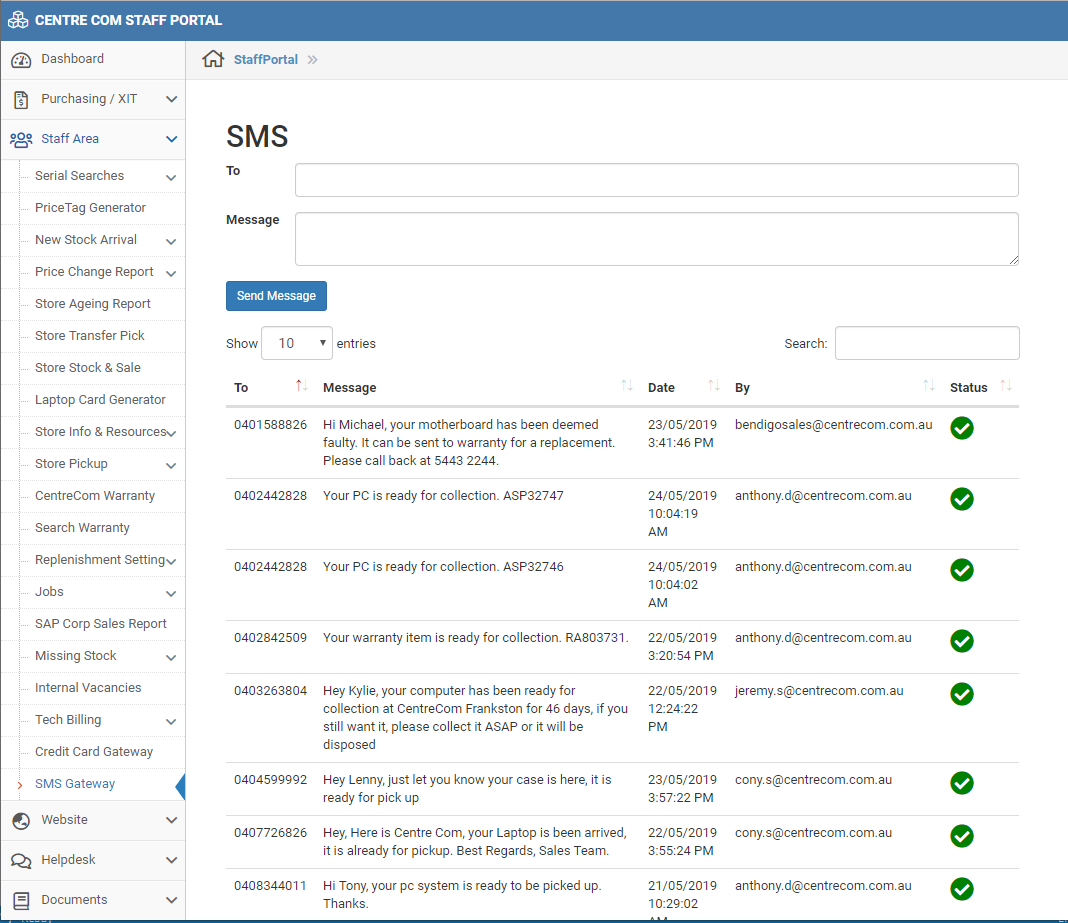 CENTRE COM STAFF PORTAL
Dashboard
Purchasing / XIT
Staff Area
Serial Searches
PriceTag Generator
New Stock Arrival
Price Change Report
Store Ageing Report
Store Transfer Pick
Store Stock & Sale
Laptop Card Generator
Store Info & Resources
Store Pickup
CentreCom Warranty
Search Warranty
Replenishment Setting
Jobs
SAP Corp Sales Report
Missing Stock
Internal Vacancies
Tech Billing
Credit Card Gateway
SMS Gateway
Website
Helpdesk
Documents
StaffPortal
SMS
To
Message
Send Message
Show 10 entries
Search:
To Message Date By Status
0401588826 Hi Michael, your motherboard has been deemed 23/05/2019 bendigosales@centrecom.com.au
faulty. It can be sent to warranty for a replacement. 3:41:46 PM
Please call back at 5443 2244.
0402442828 Your PC is ready for collection. ASP32747 24/05/2019 anthony.d@centrecom.com.au
10:04:19
AM
0402442828 Your PC is ready for collection. ASP32746 24/05/2019 anthony.d@centrecom.com.au
10:04:02
AM
0402842509 Your warranty item is ready for collection. RA803731. 22/05/2019 anthony.d@centrecom.com.au
3:20:54 PM
0403263804 Hey Kylie, your computer has been ready for 22/05/2019 jeremy.s@centrecom.com.au
collection at CentreCom Frankston for 46 days, if you 12:24:22
still want it, please collect it ASAP or it will be PM
disposed
0404599992 Hey Lenny, just let you know your case is here, it is 23/05/2019 cony.s@centrecom.com.au
ready for pick up 3:57:22 PM
0407726826 Hey, Here is Centre Com, your Laptop is been arrived, 22/05/2019 cony.s@centrecom.com.au
it is already for pickup. Best Regards, Sales Team. 3:55:24 PM
0408344011 Hi Tony, your pc system is ready to be picked up. 21/05/2019 anthony.d@centrecom.com.au
Thanks. 10:29:02